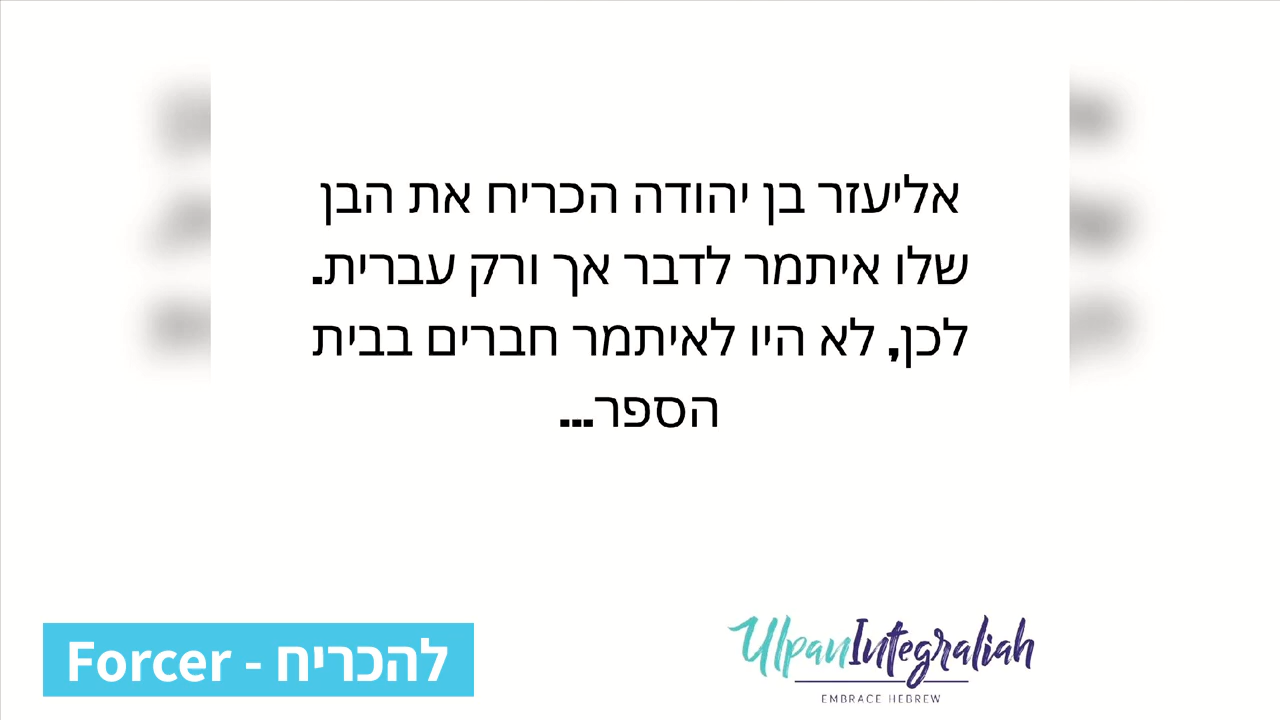 אליעזר בן יהודה הכריח את הבן
שלו איתמר לדבר אך ורק עברית.
לכן, לא היו לאיתמר חברים בבית
הספר...
Forcer - להכריח
UlpanIntegraliah
EMBRACE HEBREW